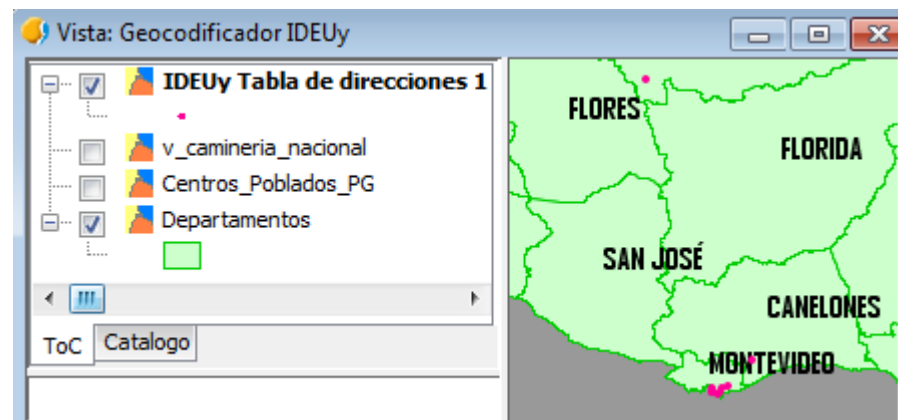 Vista: Geocodificador IDEUy
IDEUy Tabla de direcciones 1
v_camineria_nacional
Centros_Poblados_PG
Departamentos
ToC Catalogo
FLORES
FLORIDA
SAN JOSÉ
CANELONES
MONTEVIDEO